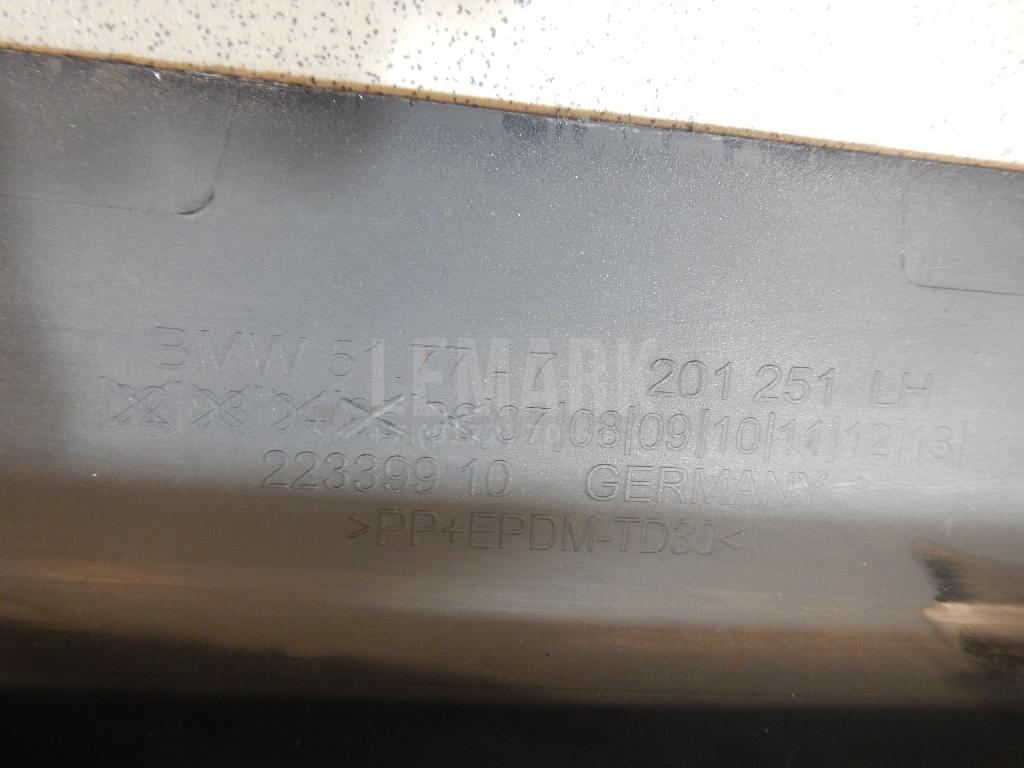 BMW 51.77-7 201 251 LH
06|07|08|09|10|11|12|13|
223399 10 GERMANY
>PP+EPDM-TD30<
LEMARK